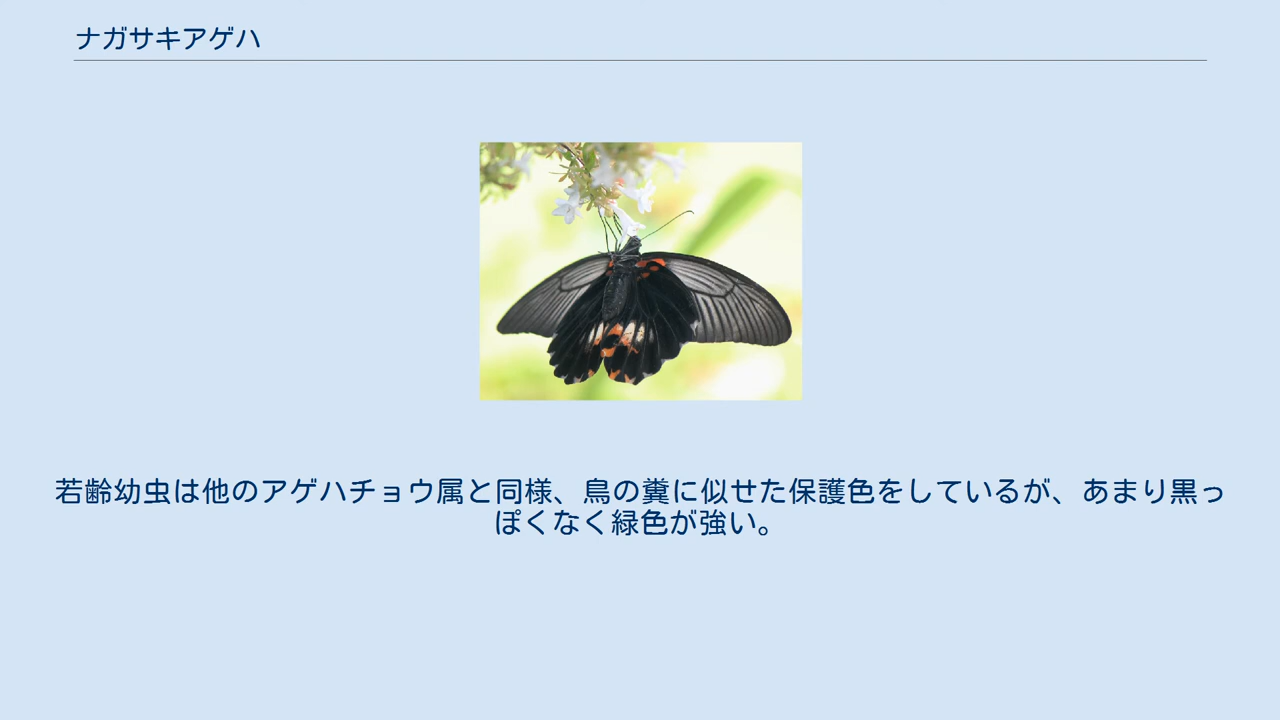 ナガサキアゲハ
若齢幼虫は他のアゲハチョウ属と同様、鳥の糞に似せた保護色をしているが、あまり黒っ
ぽくなく緑色が強い。